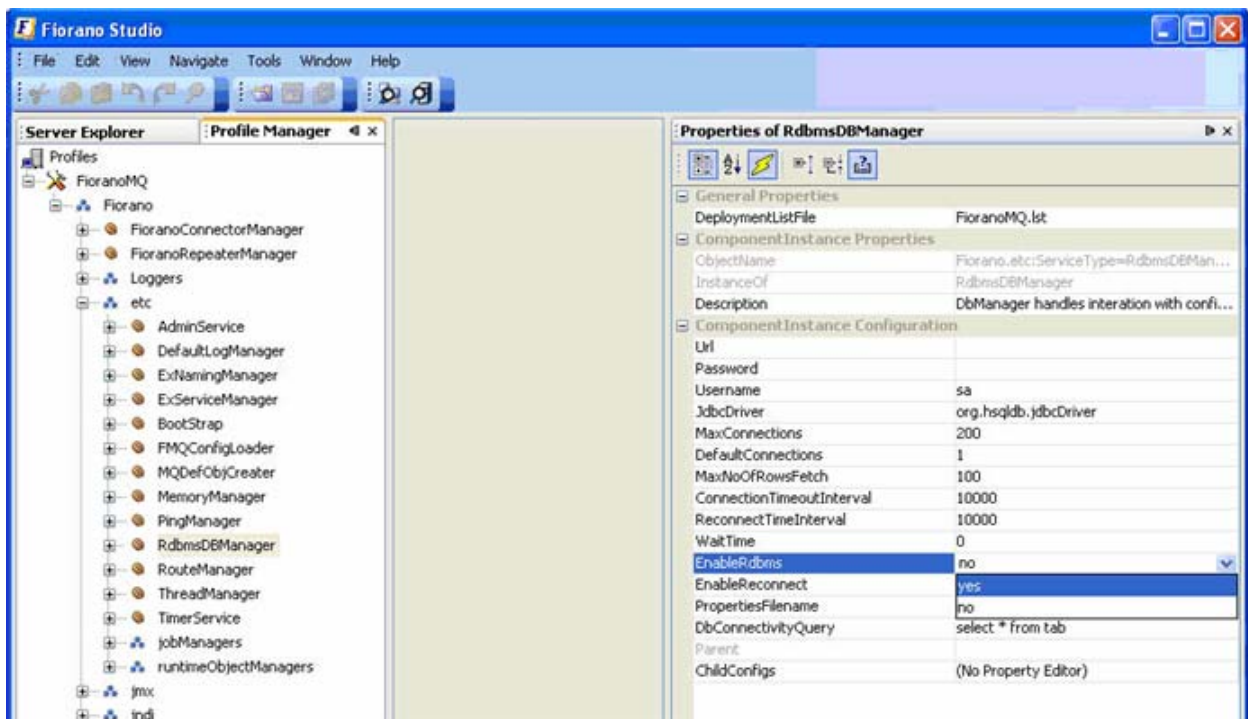 Fiorano Studio
File Edit View Navigate Tools Window Help
Server Explorer
Profile Manager
Profiles
FioranoMQ
Fiorano
FioranoConnectorManager
FioranoRepeaterManager
Loggers
etc
AdminService
DefaultLogManager
ExNamingManager
ExServiceManager
BootStrap
FMQConfigLoader
MQDefObjCreater
MemoryManager
PingManager
RdbmsDBManager
RouteManager
ThreadManager
TimerService
jobManagers
runtimeObjectManagers
jmx
jndi
Properties of RdbmsDBManager
General Properties
DeploymentListFile FioranoMQ.lst
ComponentInstance Properties
ObjectName Fiorano.etc:ServiceType=RdbmsDBMan...
InstanceOf RdbmsDBManager
Description DbManager handles interation with confi...
ComponentInstance Configuration
Url
Password
Username sa
JdbcDriver org.hsqldb.jdbcDriver
MaxConnections 200
DefaultConnections 1
MaxNoOfRowsFetch 100
ConnectionTimeoutInterval 10000
ReconnectTimeInterval 10000
WaitTime 0
EnableRdbms no
EnableReconnect yes
PropertiesFilename no
DbConnectivityQuery select * from tab
Parent
ChildConfigs (No Property Editor)